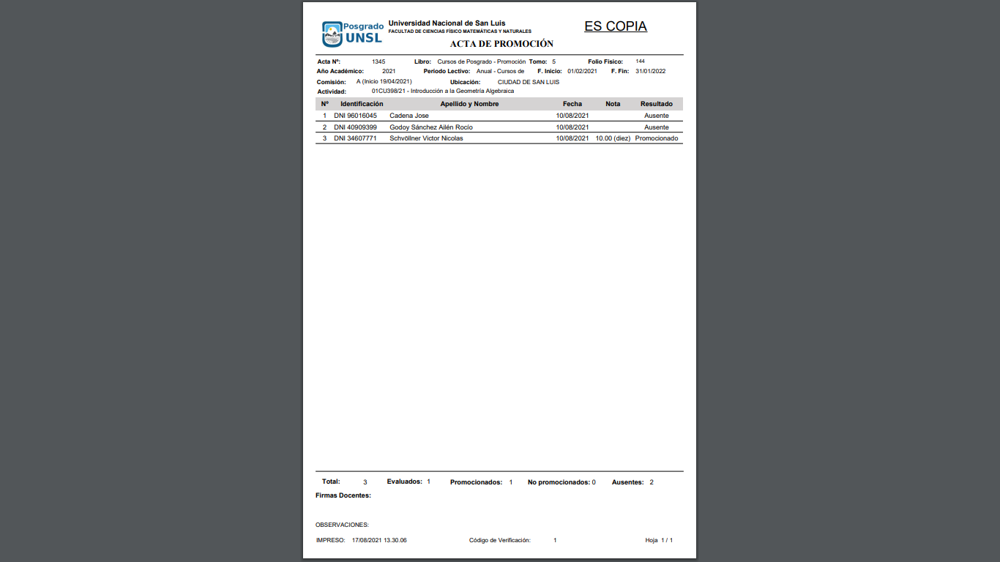 Posgrado
UNSL
Universidad Nacional de San Luis
FACULTAD DE CIENCIAS FÍSICO MATEMÁTICAS Y NATURALES
ES COPIA
ACTA DE PROMOCIÓN
Acta Nº: 1345 Libro: Cursos de Posgrado - Promoción Tomo: 5 Folio Físico: 144
Año Académico: 2021 Periodo Lectivo: Anual - Cursos de F. Inicio: 01/02/2021 F. Fin: 31/01/2022
Comisión: A (Inicio 19/04/2021) Ubicación: CIUDAD DE SAN LUIS
Actividad: 01CU398/21 - Introducción a la Geometría Algebraica
Nº Identificación Apellido y Nombre Fecha Nota Resultado
1 DNI 96016045 Cadena Jose 10/08/2021 Ausente
2 DNI 40909399 Godoy Sánchez Ailén Rocío 10/08/2021 Ausente
3 DNI 34607771 Schvöllner Victor Nicolas 10/08/2021 10.00 (diez) Promocionado
Total: 3 Evaluados: 1 Promocionados: 1 No promocionados: 0 Ausentes: 2
Firmas Docentes:
OBSERVACIONES:
IMPRESO: 17/08/2021 13.30.06 Código de Verificación: 1 Hoja 1 / 1